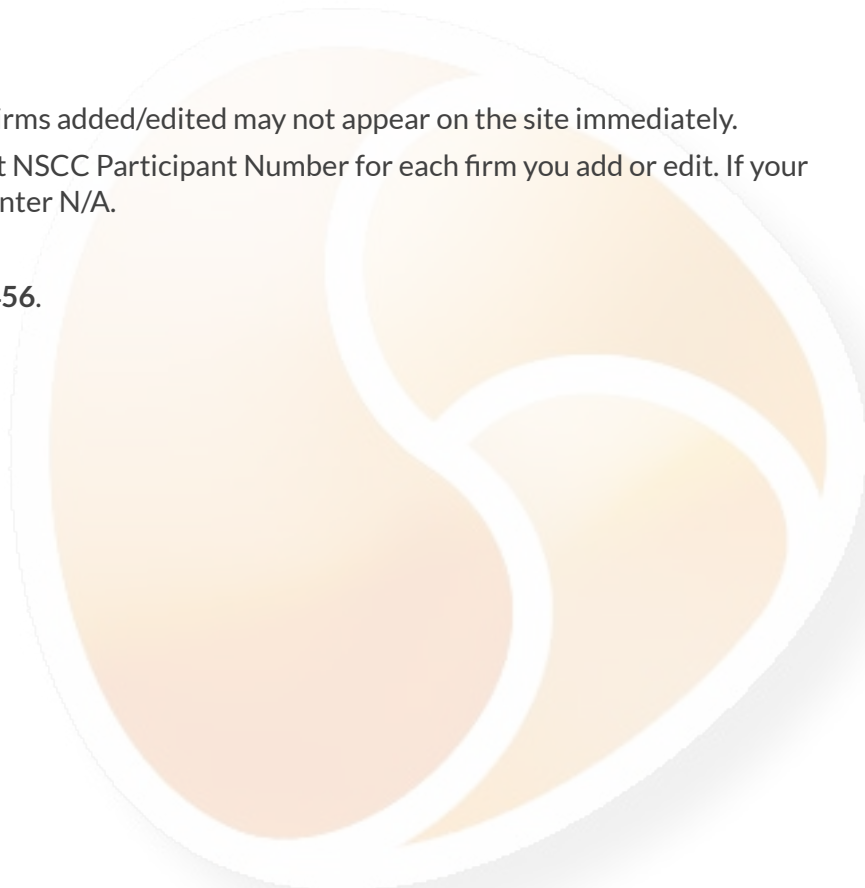 irms added/edited may not appear on the site immediately.
t NSCC Participant Number for each firm you add or edit. If your
nter N/A.
56.